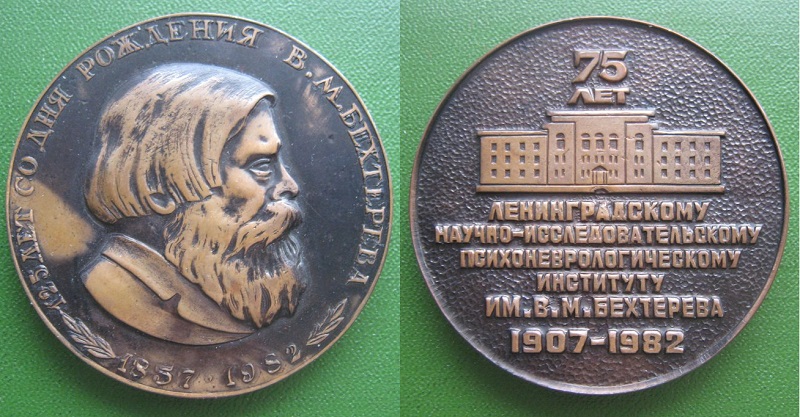 125 ЛЕТ СО ДНЯ РОЖДЕНИЯ В.М.БЕХТЕРЕВА
1857-1982
75
ЛЕТ
ЛЕНИНГРАДСКОМУ
НАУЧНО-ИССЛЕДОВАТЕЛЬСКОМУ
ПСИХОНЕВРОЛОГИЧЕСКОМУ
ИНСТИТУТУ
ИМ.В.М.БЕХТЕРЕВА
1907-1982